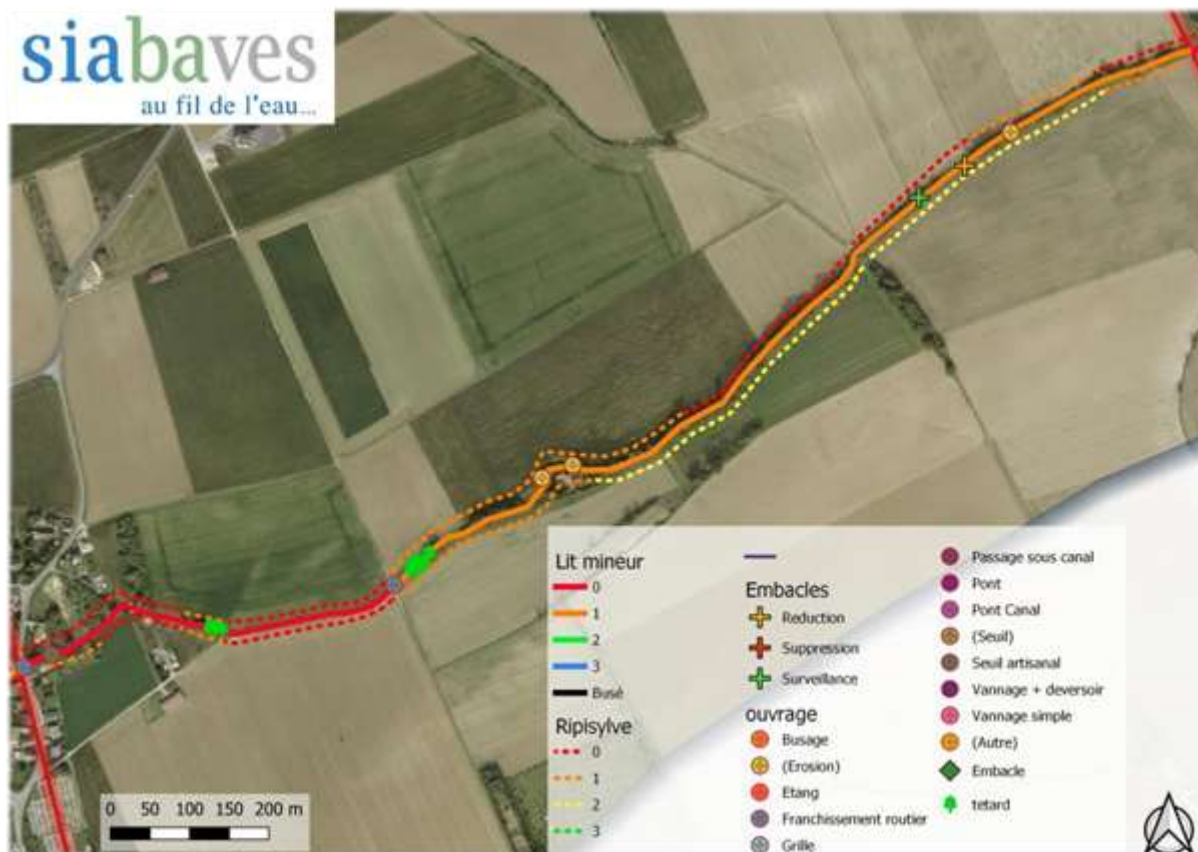 siabaves
au fil de l'eau...
Lit mineur
0
1
2
3
Busé
Ripisylve
0
1
2
3
Embacles
Reduction
Suppression
Surveillance
ouvrage
Busage
(Erosion)
Etang
Franchissement routier
Grille
Passage sous canal
Pont
Pont Canal
(Seuil)
Seuil artisanal
Vannage + deversoir
Vannage simple
(Autre)
Embacle
tetard
0 50 100 150 200 m